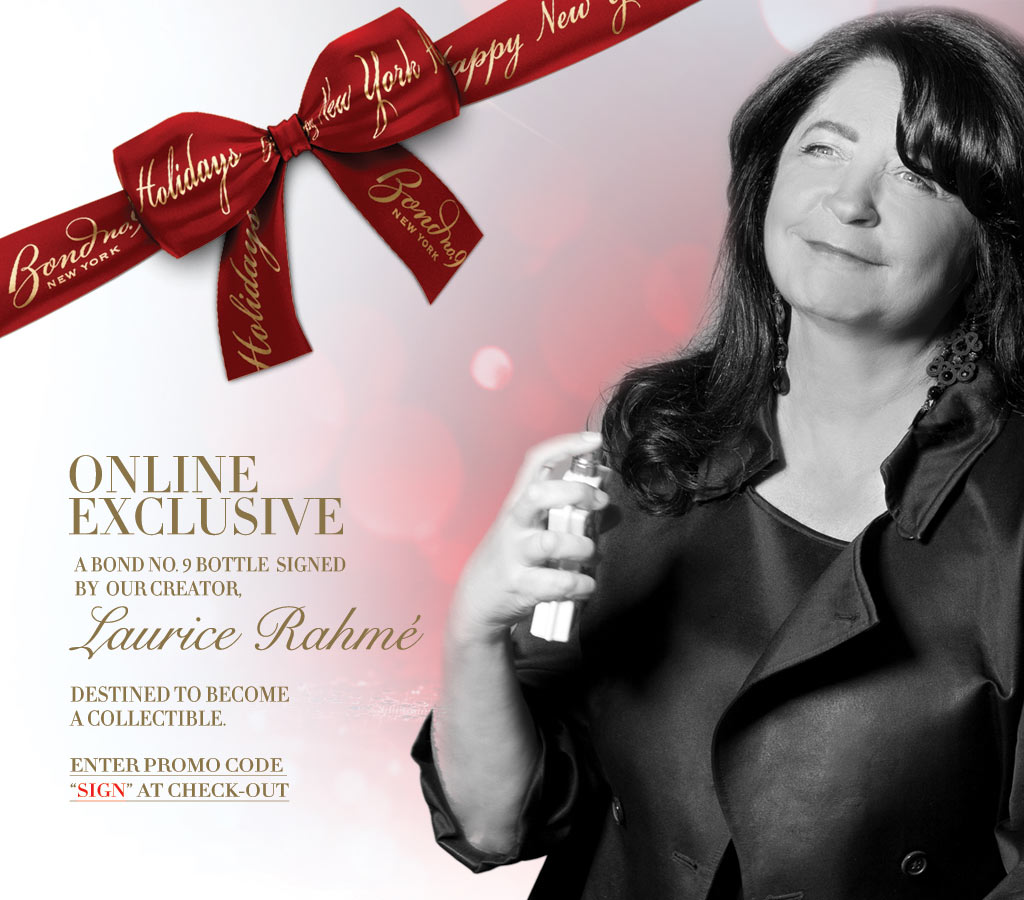 Happy New Y
New York H
Holidays
Bond no. 9
NEW YORK
Holidays
Bond no. 9
NEW YORK
ONLINE
EXCLUSIVE
A BOND NO. 9 BOTTLE SIGNED
BY OUR CREATOR,
Laurice Rahmé
DESTINED TO BECOME
A COLLECTIBLE.
ENTER PROMO CODE
“SIGN” AT CHECK-OUT